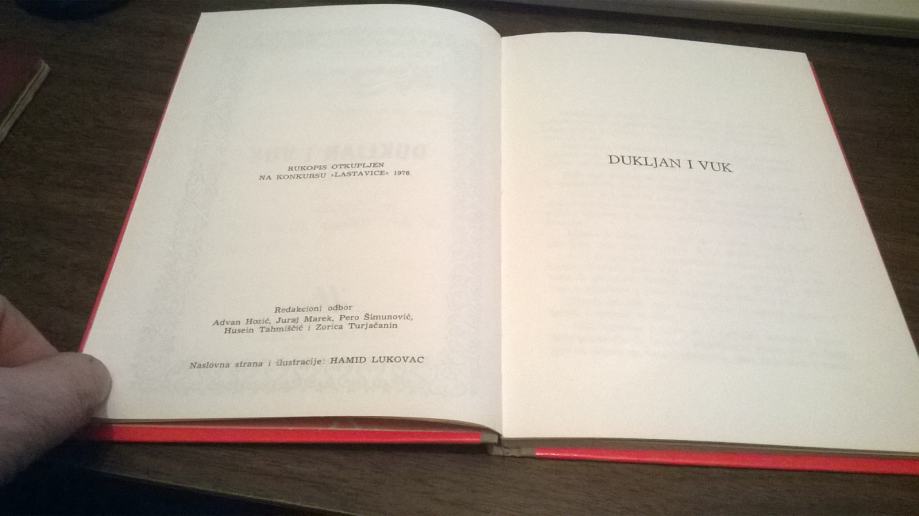 RUKOPIS OTKUPLJEN
NA KONKURSU »LASTAVICE« 1976
Redakcioni odbor
Advan Hozić, Juraj Marek, Pero Šimunović,
Husein Tahmiščić i Zorica Turjačanin
Naslovna strana i ilustracije: HAMID LUKOVAC
DUKLJAN I VUK